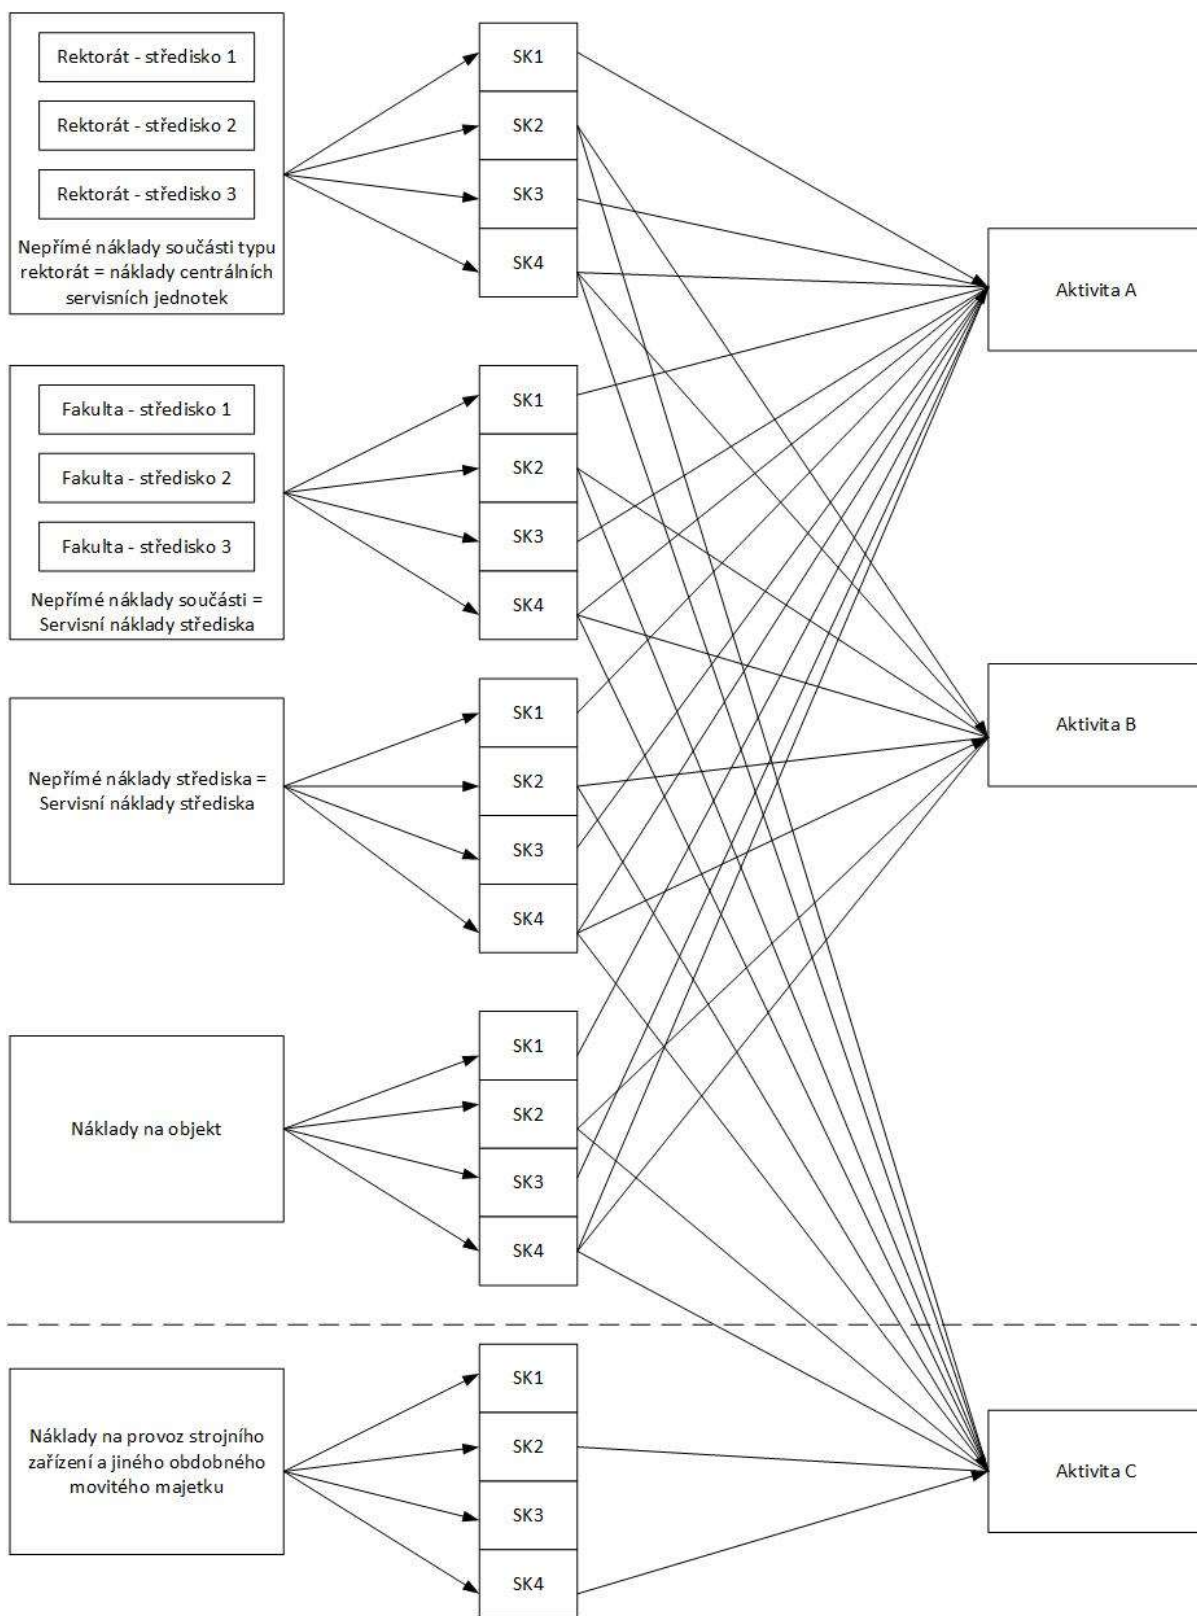 Rektorát - středisko 1
Rektorát - středisko 2
Rektorát - středisko 3
Nepřímé náklady součásti typu
rektorát = náklady centrálních
servisních jednotek
SK1
SK2
SK3
SK4
Aktivita A
Fakulta - středisko 1
Fakulta - středisko 2
Fakulta - středisko 3
Nepřímé náklady součásti =
Servisní náklady střediska
SK1
SK2
SK3
SK4
Nepřímé náklady střediska =
Servisní náklady střediska
SK1
SK2
SK3
SK4
Aktivita B
Náklady na objekt
SK1
SK2
SK3
SK4
Náklady na provoz strojního
zařízení a jiného obdobného
movitého majetku
SK1
SK2
SK3
SK4
Aktivita C